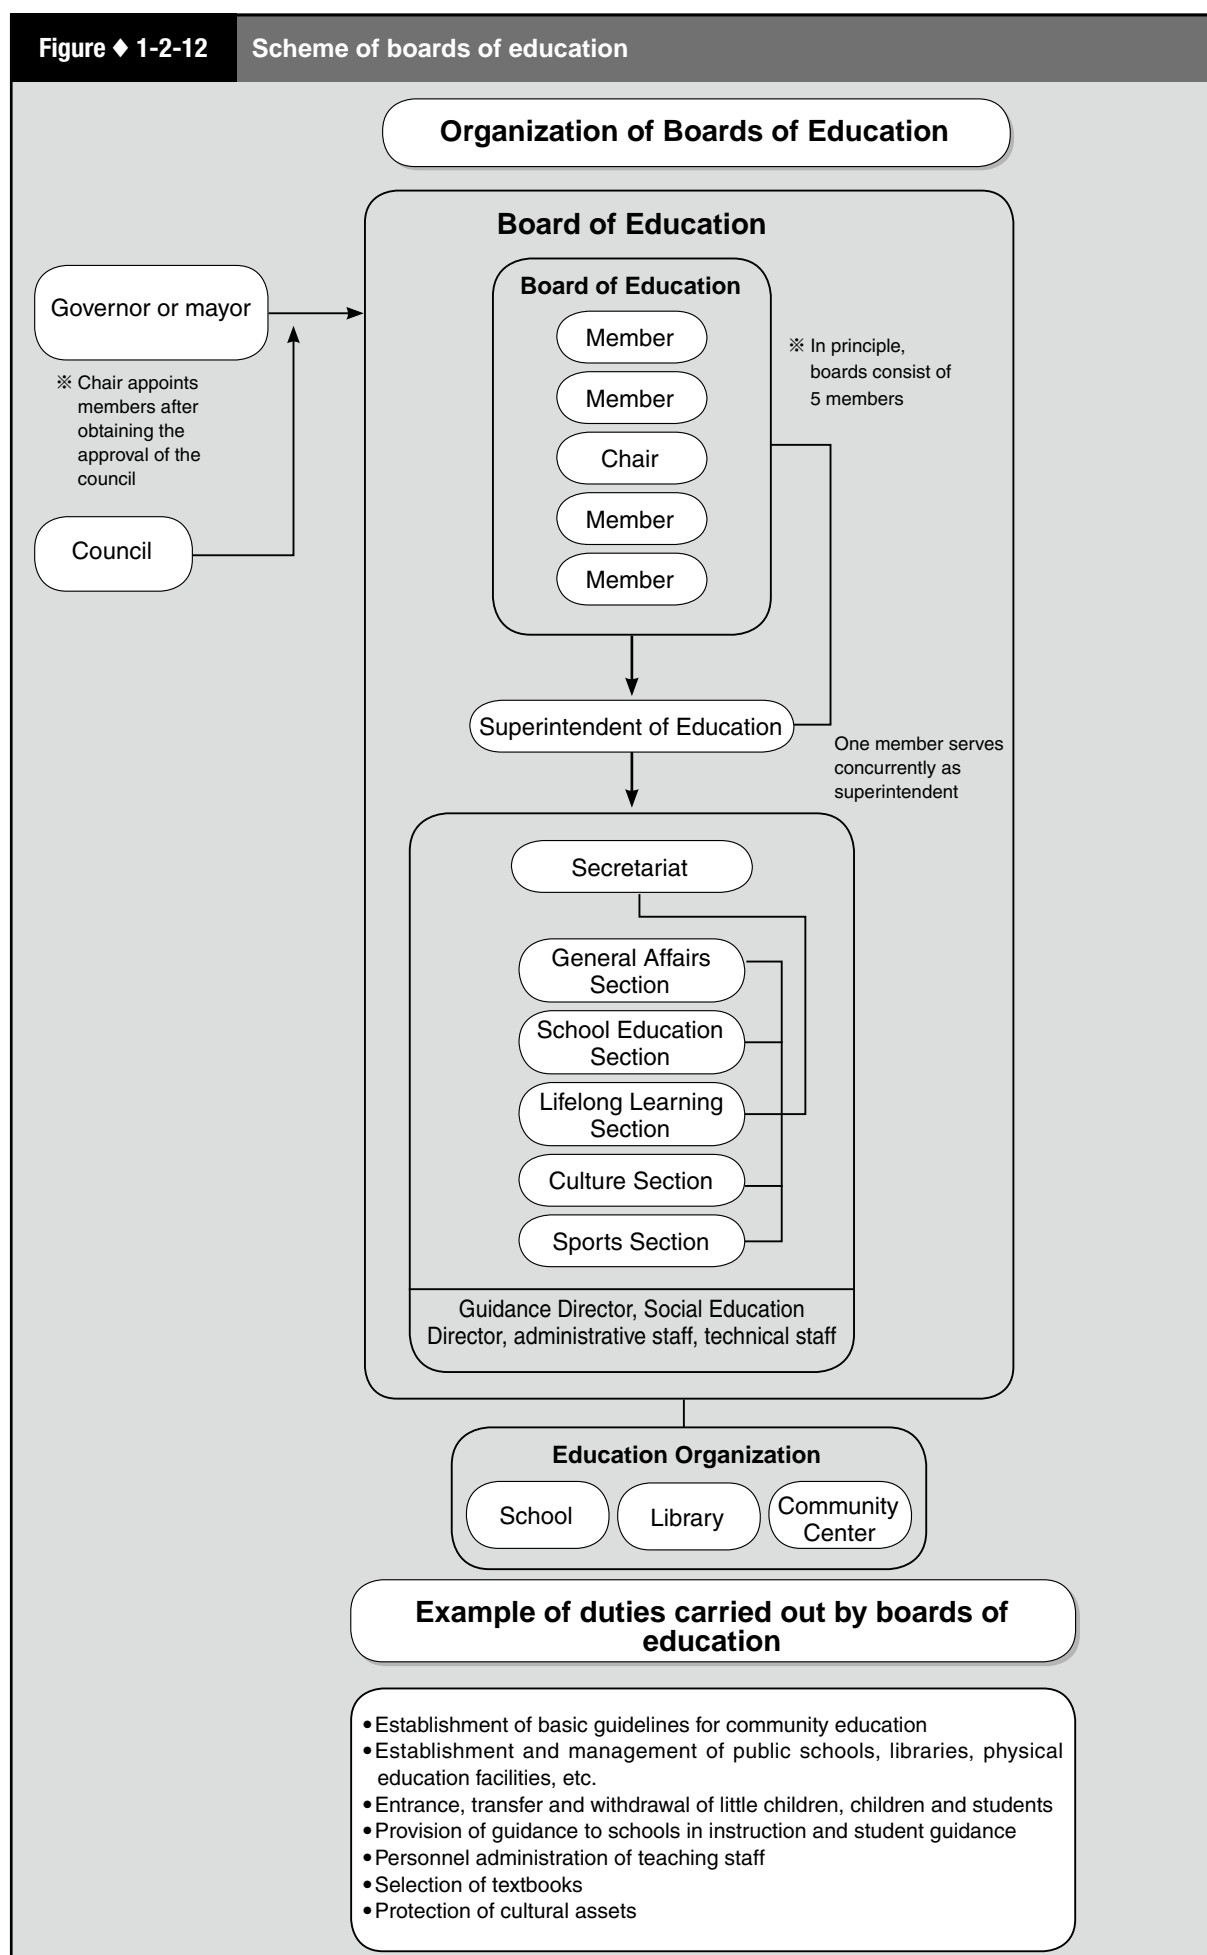 Figure ◆ 1-2-12
Scheme of boards of education
Organization of Boards of Education
Board of Education
Board of Education
Member
Member
Chair
Member
Member
※ In principle,
boards consist of
5 members
Governor or mayor
※ Chair appoints
members after
obtaining the
approval of the
council
Council
Superintendent of Education
One member serves
concurrently as
superintendent
Secretariat
General Affairs
Section
School Education
Section
Lifelong Learning
Section
Culture Section
Sports Section
Guidance Director, Social Education
Director, administrative staff, technical staff
Education Organization
School
Library
Community
Center
Example of duties carried out by boards of
education
•Establishment of basic guidelines for community education
•Establishment and management of public schools, libraries, physical
education facilities, etc.
•Entrance, transfer and withdrawal of little children, children and students
•Provision of guidance to schools in instruction and student guidance
•Personnel administration of teaching staff
•Selection of textbooks
•Protection of cultural assets